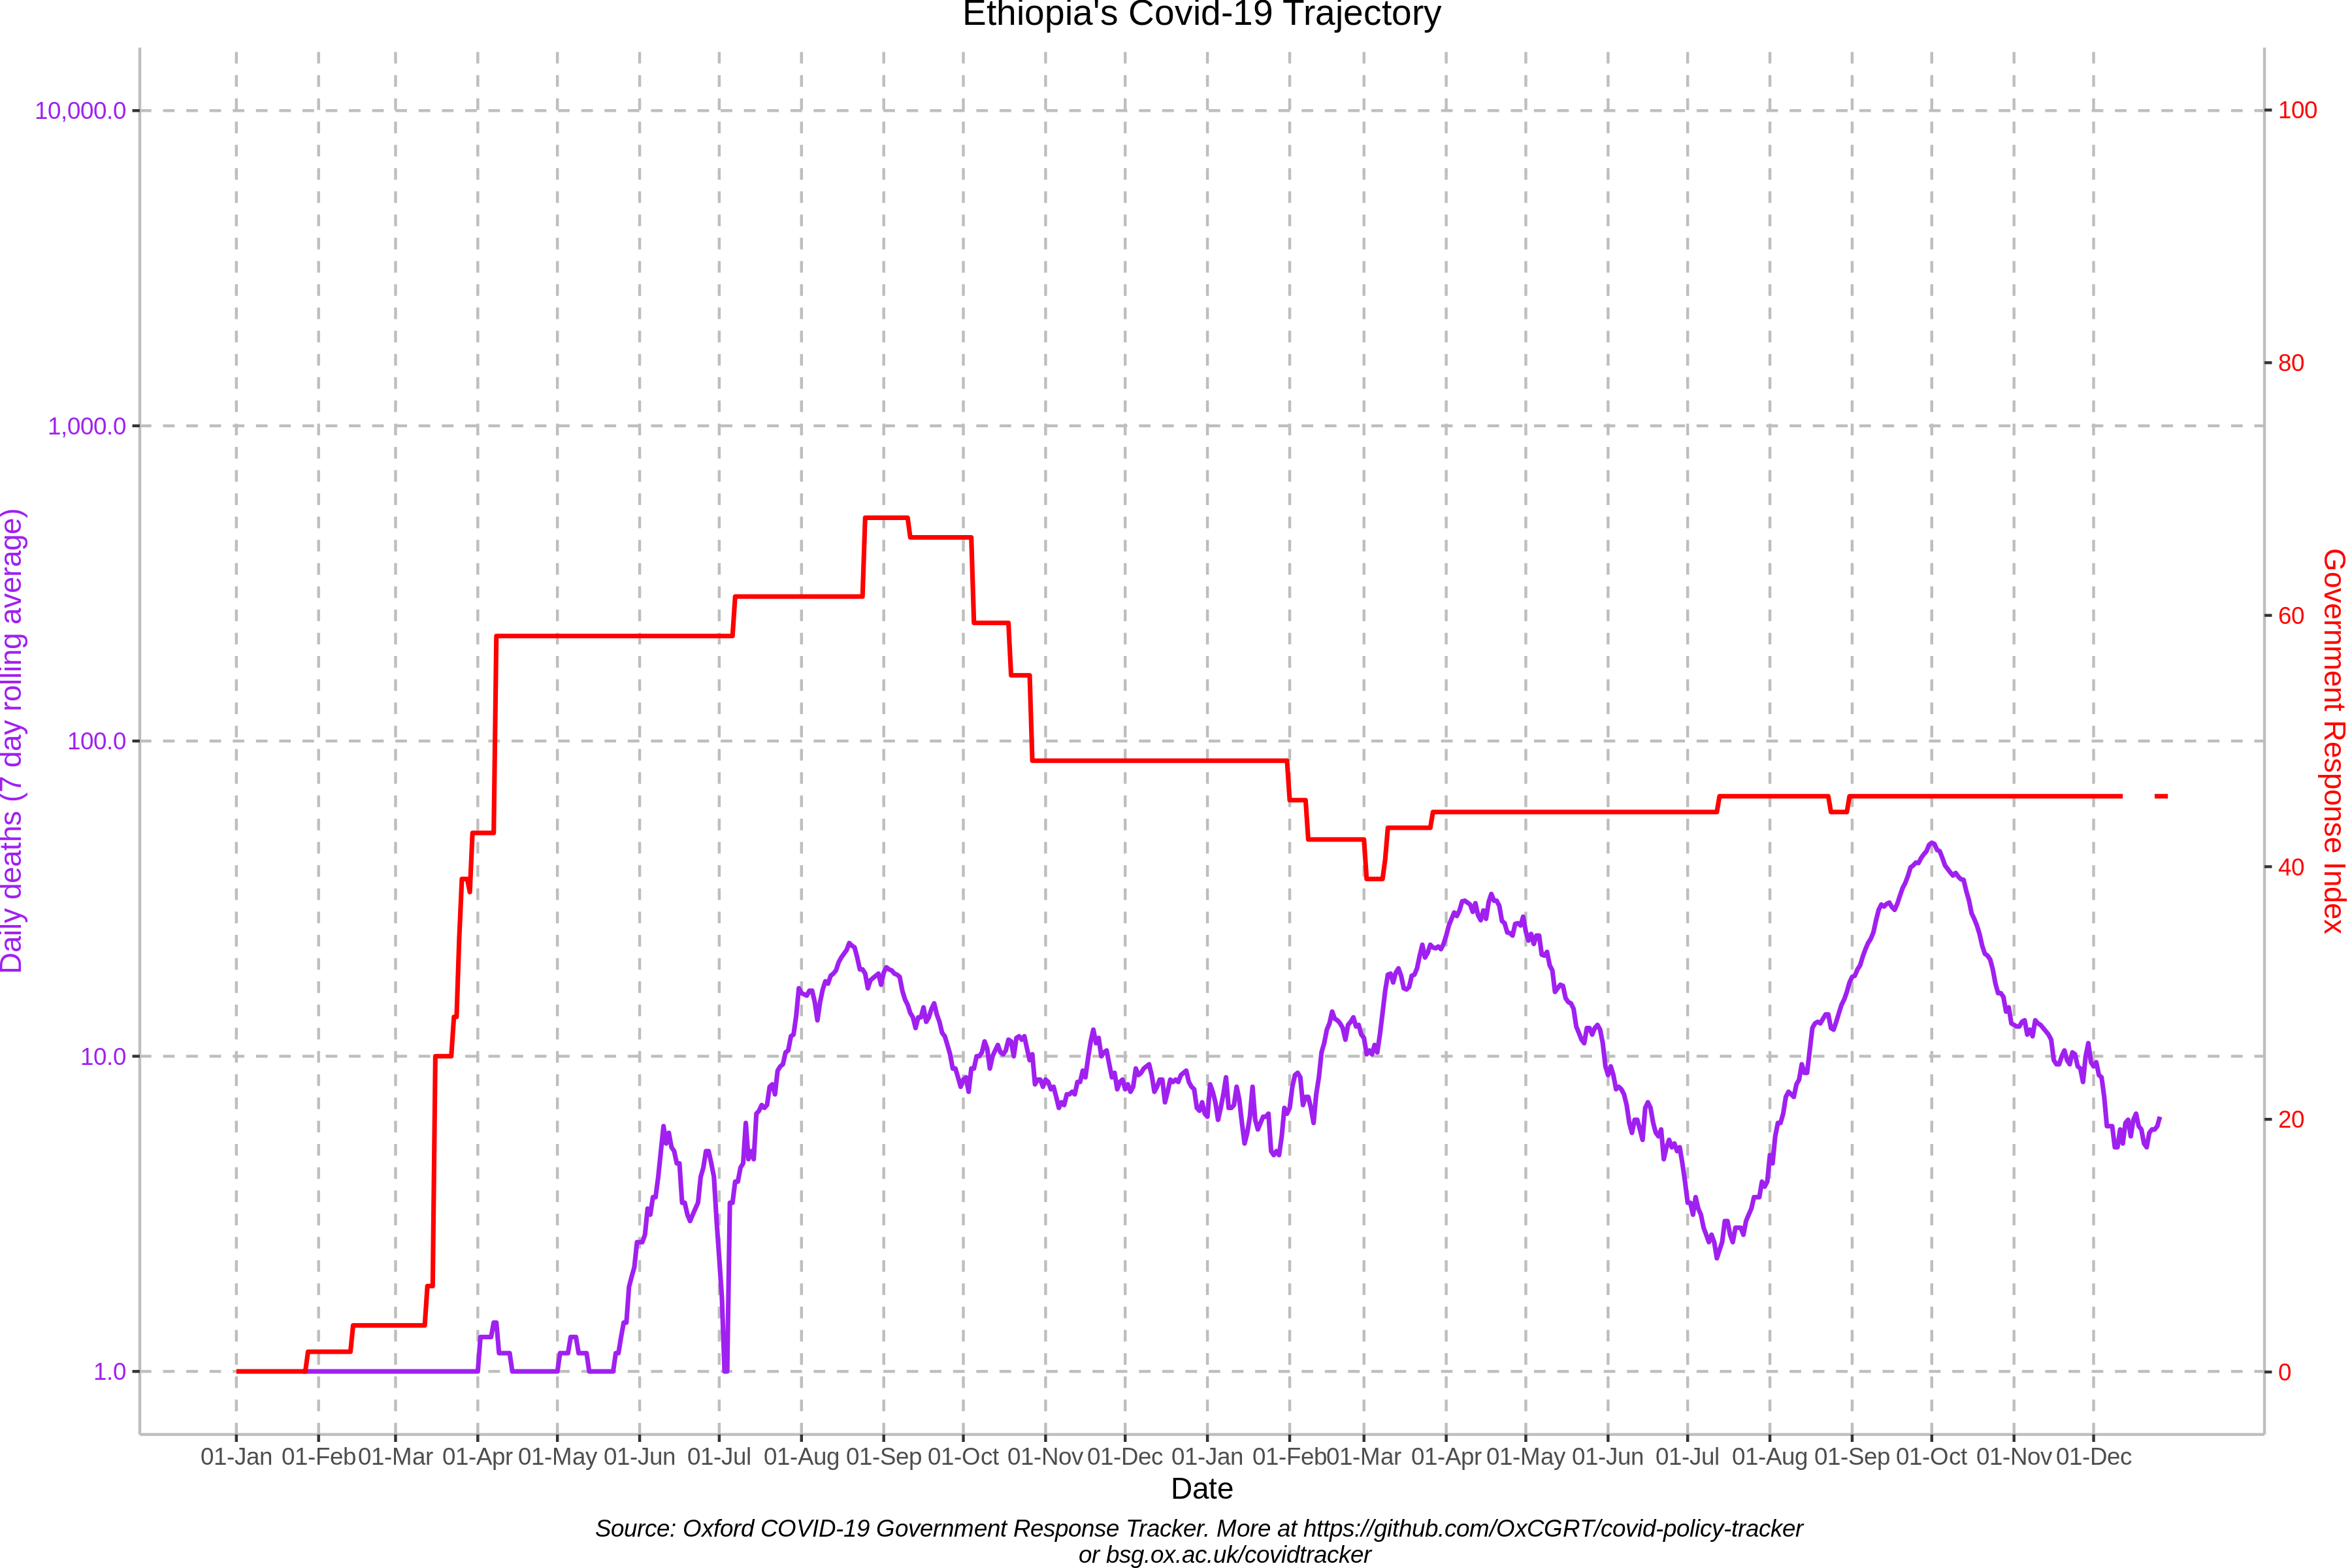 Ethiopia's Covid-19 Trajectory
10,000.0
1,000.0
100.0
10.0
1.0
Daily deaths (7 day rolling average)
100
80
60
40
20
0
Government Response Index
01-Jan 01-Feb 01-Mar 01-Apr 01-May 01-Jun 01-Jul 01-Aug 01-Sep 01-Oct 01-Nov 01-Dec 01-Jan 01-Feb 01-Mar 01-Apr 01-May 01-Jun 01-Jul 01-Aug 01-Sep 01-Oct 01-Nov 01-Dec
Date
Source: Oxford COVID-19 Government Response Tracker. More at https://github.com/OxCGRT/covid-policy-tracker
or bsg.ox.ac.uk/covidtracker